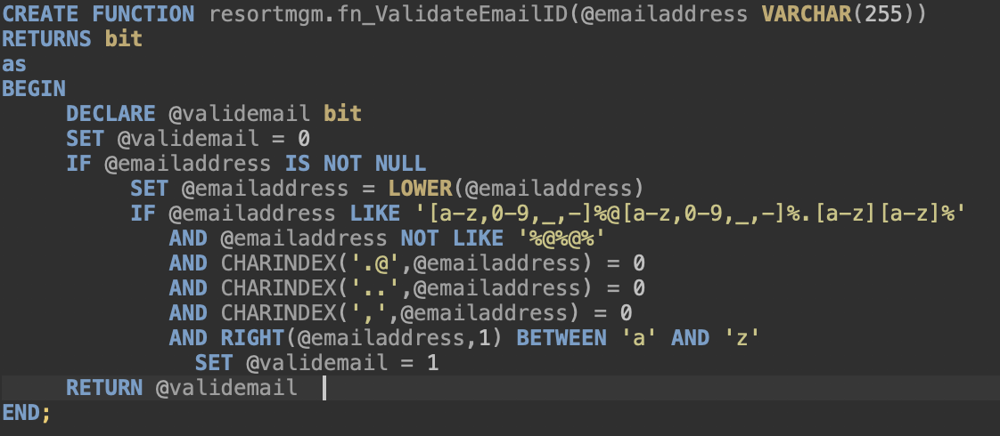 CREATE FUNCTION resortmgm.fn_ValidateEmailID(@emailaddress VARCHAR(255))
RETURNS bit
as
BEGIN
     DECLARE @validemail bit
     SET @validemail = 0
     IF @emailaddress IS NOT NULL
          SET @emailaddress = LOWER(@emailaddress)
          IF @emailaddress LIKE '[a-z,0-9,_,-]%@[a-z,0-9,_,-]%.[a-z][a-z]%'
             AND @emailaddress NOT LIKE '%@%@%'
             AND CHARINDEX('.@',@emailaddress) = 0
             AND CHARINDEX('..',@emailaddress) = 0
             AND CHARINDEX(',',@emailaddress) = 0
             AND RIGHT(@emailaddress,1) BETWEEN 'a' AND 'z'
               SET @validemail = 1
     RETURN @validemail
END;